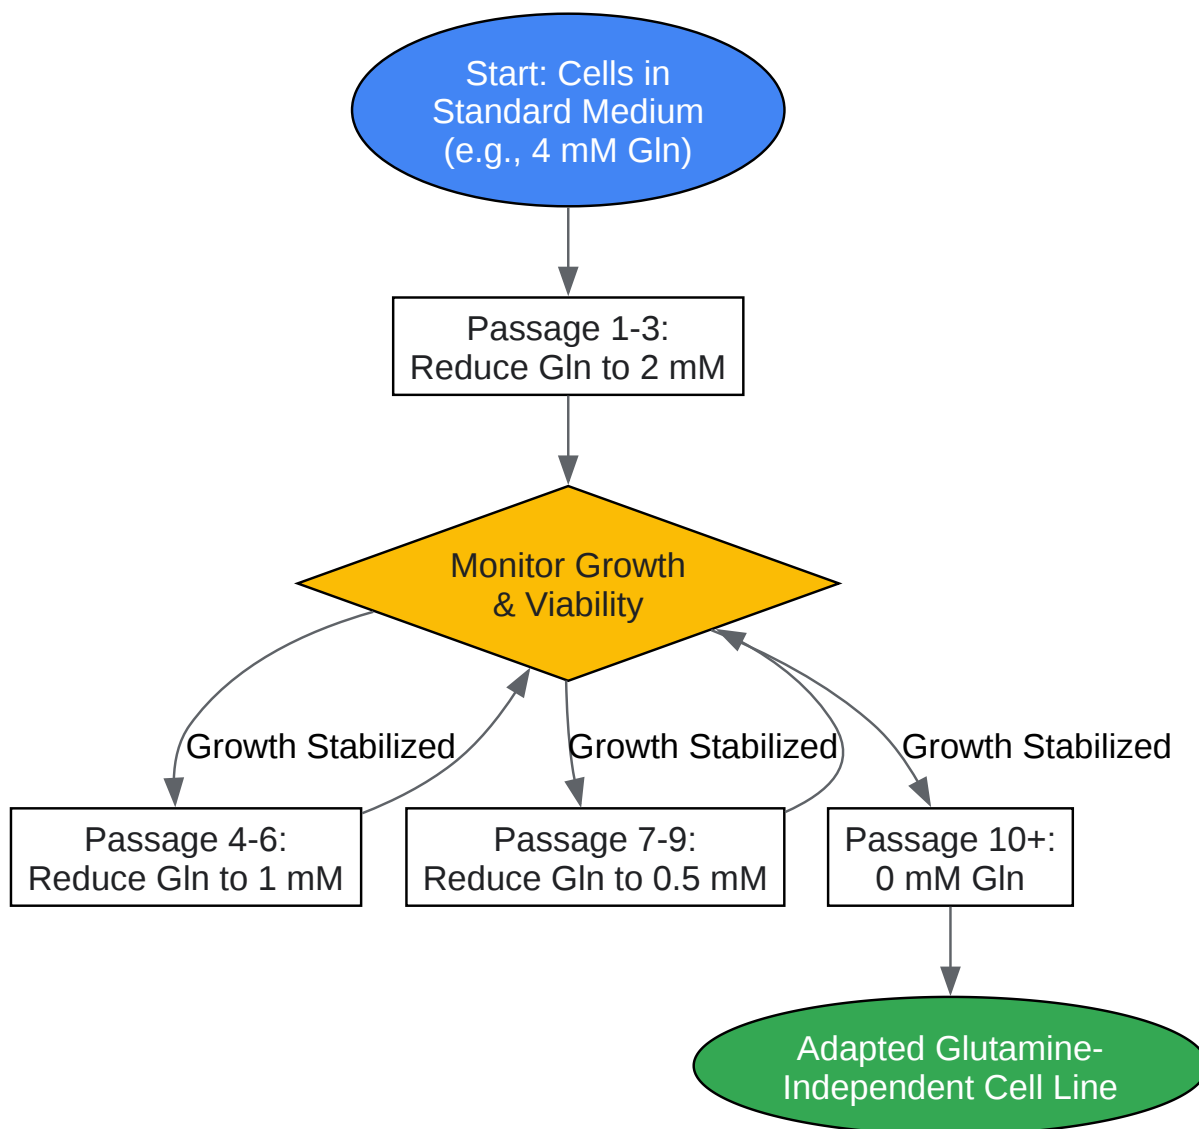 Start: Cells in
Standard Medium
(e.g., 4 mM Gln)
Passage 1-3:
Reduce Gln to 2 mM
Monitor Growth
& Viability
Growth Stabilized
Growth Stabilized
Growth Stabilized
Passage 4-6:
Reduce Gln to 1 mM
Passage 7-9:
Reduce Gln to 0.5 mM
Passage 10+:
0 mM Gln
Adapted Glutamine-
Independent Cell Line